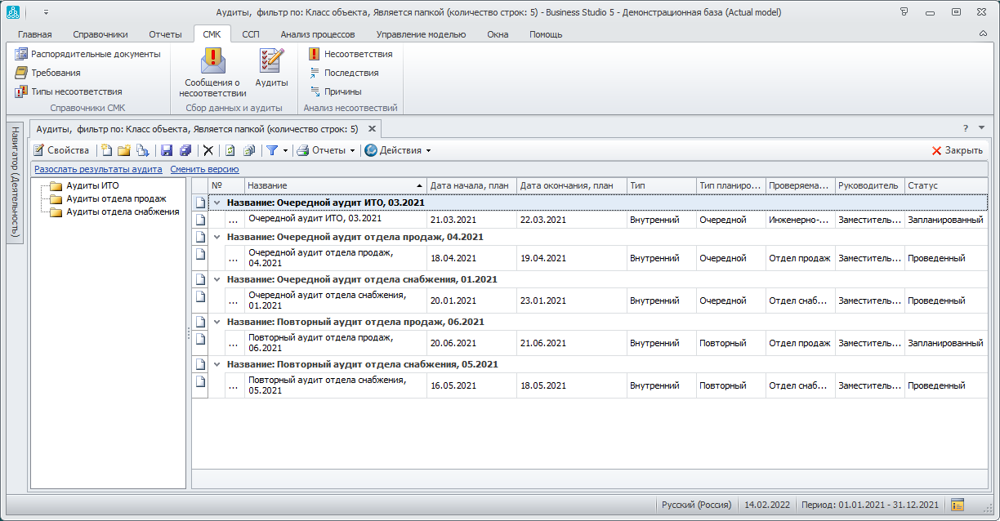 Аудиты, фильтр по: Класс объекта, Является папкой (количество строк: 5) - Business Studio 5 - Демонстрационная база (Actual model)
Главная Справочники Отчеты СМК ССП Анализ процессов Управление моделью Окна Помощь
Распорядительные документы
Требования
Типы несоответствия
Справочники СМК
Сообщения о несоответствии
Аудиты
Сбор данных и аудиты
Несоответствия
Последствия
Причины
Анализ несоотвествий
Навигатор (Деятельность)
Аудиты, фильтр по: Класс объекта, Является папкой (количество строк: 5)
Свойства Отчеты Действия Закрыть
Разослать результаты аудита Сменить версию
Аудиты ИТО
Аудиты отдела продаж
Аудиты отдела снабжения
№ Название Дата начала, план Дата окончания, план Тип Тип планиро... Проверяема... Руководитель Статус
Название: Очередной аудит ИТО, 03.2021
... Очередной аудит ИТО, 03.2021 21.03.2021 22.03.2021 Внутренний Очередной Инженерно-... Заместитель... Запланированный
Название: Очередной аудит отдела продаж, 04.2021
... Очередной аудит отдела продаж, 04.2021 18.04.2021 19.04.2021 Внутренний Очередной Отдел продаж Заместитель... Проведенный
Название: Очередной аудит отдела снабжения, 01.2021
... Очередной аудит отдела снабжения, 01.2021 20.01.2021 23.01.2021 Внутренний Очередной Отдел снаб... Заместитель... Проведенный
Название: Повторный аудит отдела продаж, 06.2021
... Повторный аудит отдела продаж, 06.2021 20.06.2021 21.06.2021 Внутренний Повторный Отдел продаж Заместитель... Запланированный
Название: Повторный аудит отдела снабжения, 05.2021
... Повторный аудит отдела снабжения, 05.2021 16.05.2021 18.05.2021 Внутренний Повторный Отдел снаб... Заместитель... Проведенный
Русский (Россия) 14.02.2022 Период: 01.01.2021 - 31.12.2021